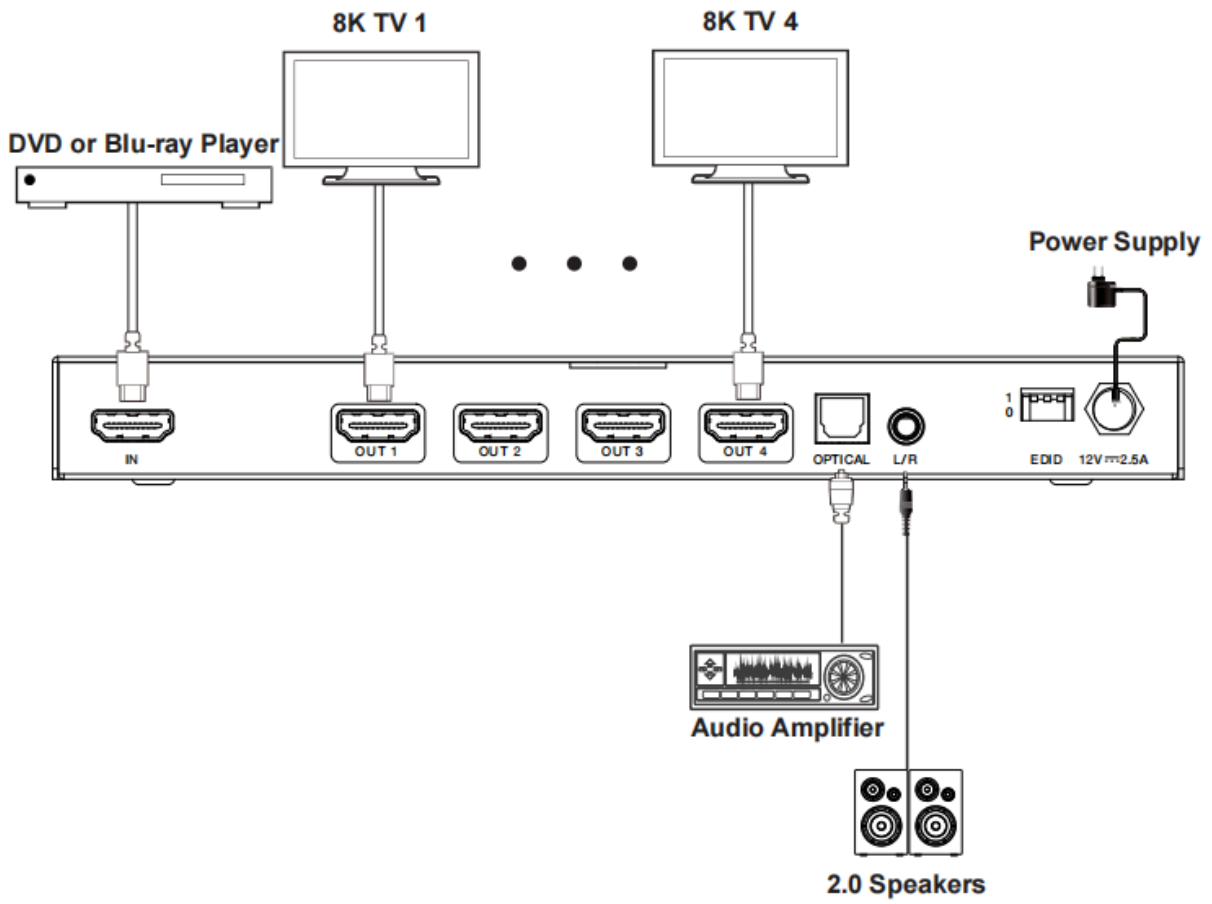 8K TV 1
8K TV 4
DVD or Blu-ray Player
Power Supply
1
0
IN
OUT 1
OUT 2
OUT 3
OUT 4
OPTICAL
L/R
EDID
12V⎓2.5A
Audio Amplifier
2.0 Speakers